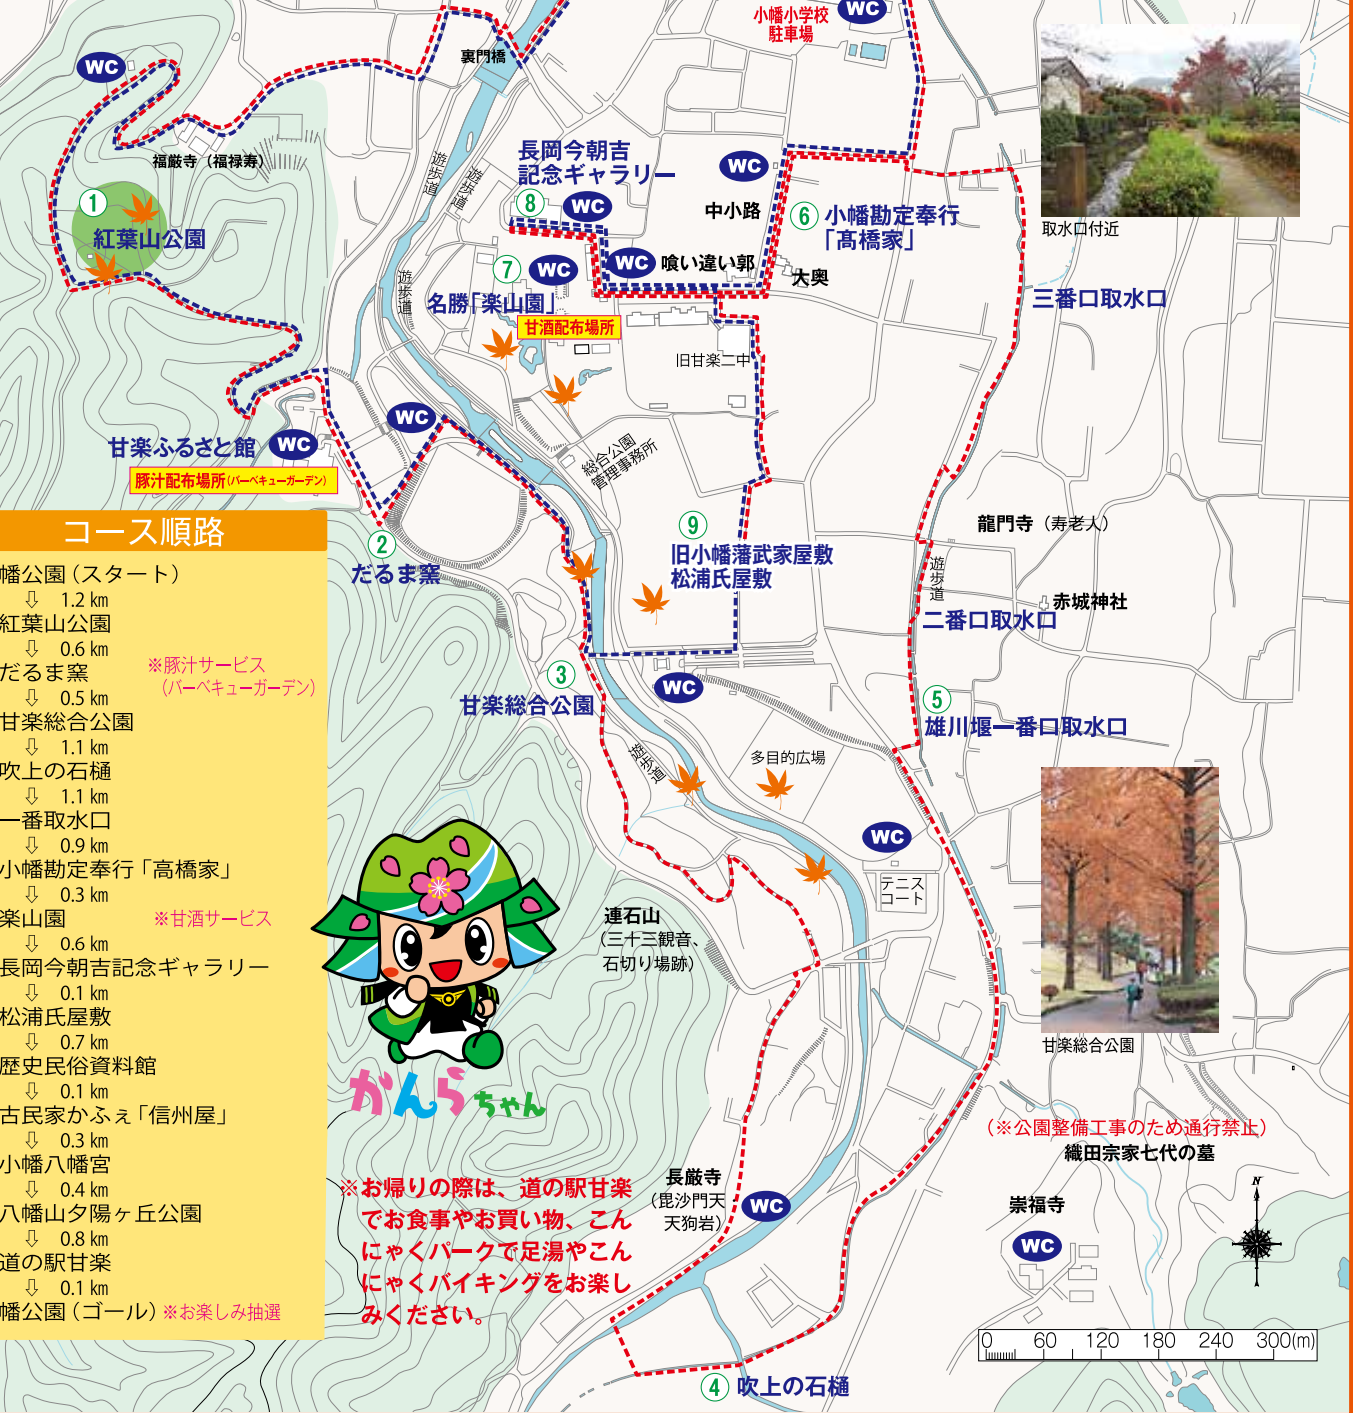 小幡小学校
駐車場
WC
裏門橋
WC
福厳寺（福禄寿）
遊歩道
遊歩道
長岡今朝吉
記念ギャラリー
⑧
WC
WC
中小路
⑥ 小幡勘定奉行
「髙橋家」
取水口付近
①
紅葉山公園
WC 喰い違い郭
大奥
⑦ WC
名勝「楽山園」
甘酒配布場所
遊歩道
三番口取水口
旧甘楽二中
WC
甘楽ふるさと館 WC
豚汁配布場所(バーベキューガーデン)
総合公園
管理事務所
②
だるま窯
⑨
旧小幡藩武家屋敷
松浦氏屋敷
龍門寺（寿老人）
遊歩道
赤城神社
二番口取水口
③
甘楽総合公園
WC
⑤
雄川堰一番口取水口
遊歩道
多目的広場
WC
テニス
コート
連石山
（三十三観音、
石切り場跡）
甘楽総合公園
コース順路
幡公園（スタート）
⇩ 1.2 km
紅葉山公園
⇩ 0.6 km
だるま窯
※豚汁サービス
（バーベキューガーデン）
⇩ 0.5 km
甘楽総合公園
⇩ 1.1 km
吹上の石樋
⇩ 1.1 km
一番取水口
⇩ 0.9 km
小幡勘定奉行「高橋家」
⇩ 0.3 km
楽山園 ※甘酒サービス
⇩ 0.6 km
長岡今朝吉記念ギャラリー
⇩ 0.1 km
松浦氏屋敷
⇩ 0.7 km
歴史民俗資料館
⇩ 0.1 km
古民家かふぇ「信州屋」
⇩ 0.3 km
小幡八幡宮
⇩ 0.4 km
八幡山夕陽ヶ丘公園
⇩ 0.8 km
道の駅甘楽
⇩ 0.1 km
幡公園（ゴール）※お楽しみ抽選
がんらちゃん
※お帰りの際は、道の駅甘楽
でお食事やお買い物、こん
にゃくパークで足湯やこん
にゃくバイキングをお楽し
みください。
長厳寺
（毘沙門天
天狗岩）
WC
（※公園整備工事のため通行禁止）
織田宗家七代の墓
崇福寺
WC
N
0 60 120 180 240 300(m)
④ 吹上の石樋